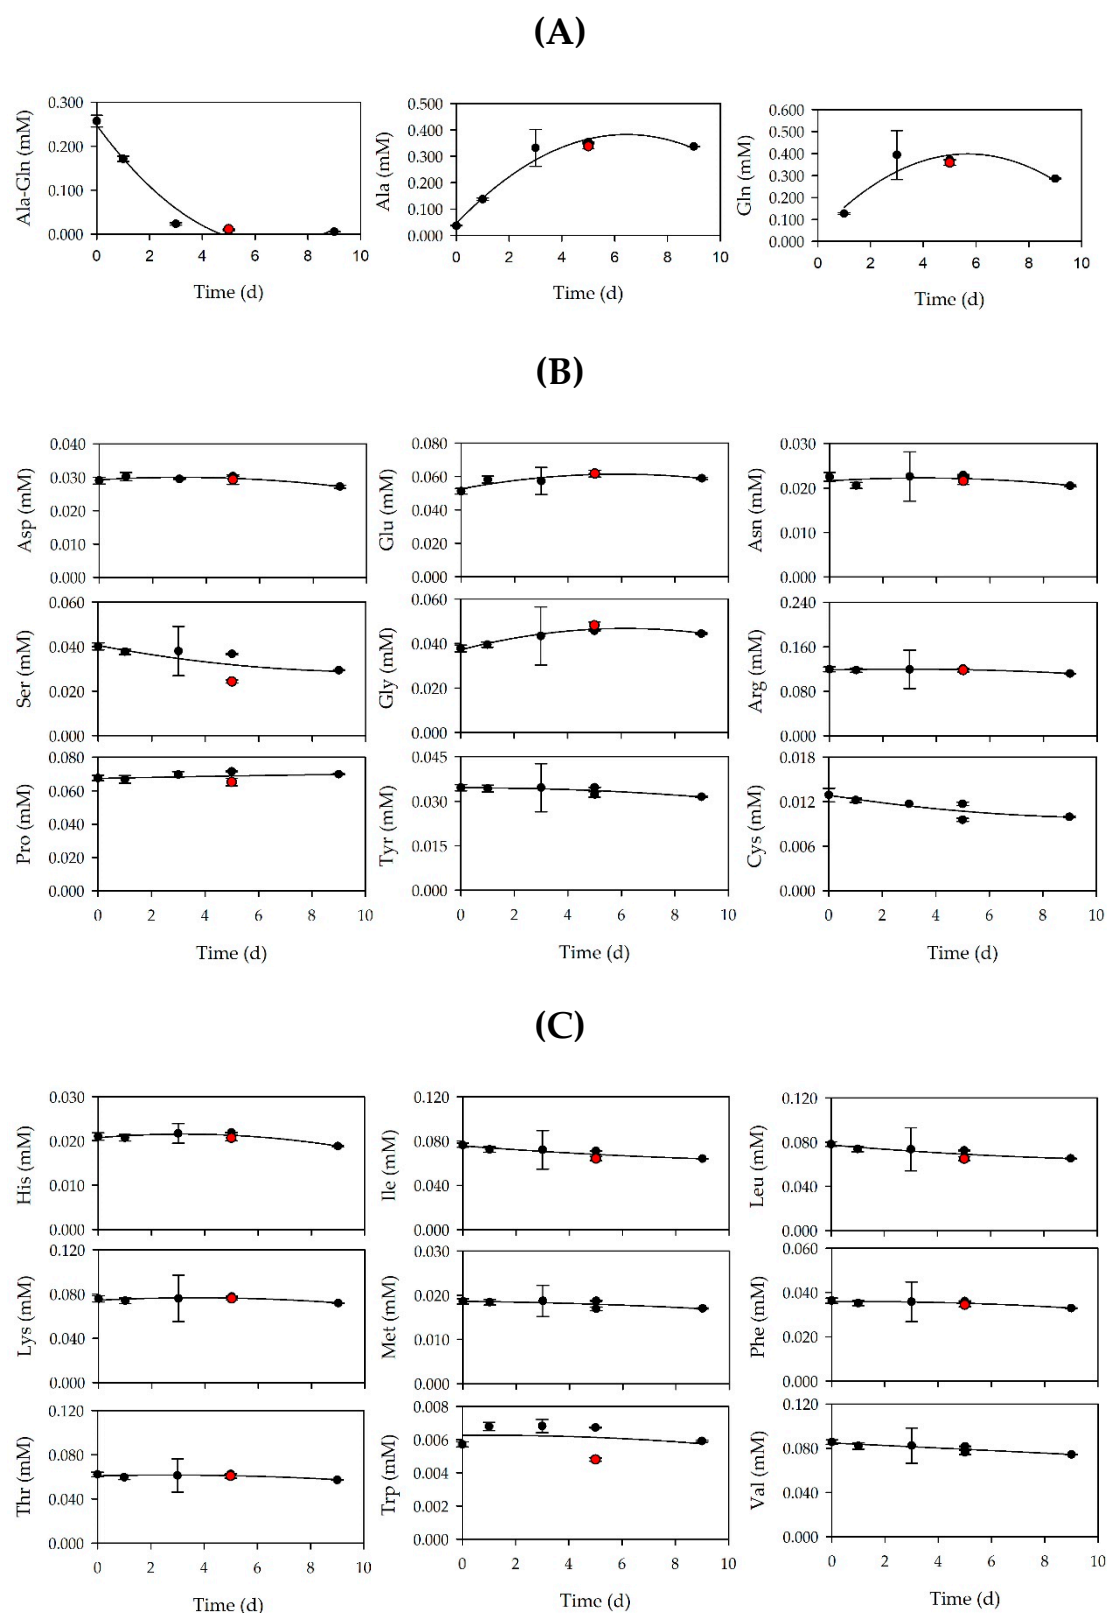 (A)
Ala-Gln (mM)
0.300
0.200
0.100
0.000
0 2 4 6 8 10
Time (d)
Ala (mM)
0.500
0.400
0.300
0.200
0.100
0.000
0 2 4 6 8 10
Time (d)
Gln (mM)
0.600
0.500
0.400
0.300
0.200
0.100
0.000
0 2 4 6 8 10
Time (d)
(B)
Asp (mM)
0.040
0.030
0.020
0.010
0.000
Glu (mM)
0.080
0.060
0.040
0.020
0.000
Asn (mM)
0.030
0.020
0.010
0.000
Ser (mM)
0.060
0.040
0.020
0.000
Gly (mM)
0.060
0.040
0.020
0.000
Arg (mM)
0.240
0.180
0.120
0.060
0.000
Pro (mM)
0.080
0.060
0.040
0.020
0.000
0 2 4 6 8 10
Time (d)
Tyr (mM)
0.045
0.030
0.015
0.000
0 2 4 6 8 10
Time (d)
Cys (mM)
0.018
0.012
0.006
0.000
0 2 4 6 8 10
Time (d)
(C)
His (mM)
0.030
0.020
0.010
0.000
Ile (mM)
0.120
0.080
0.040
0.000
Leu (mM)
0.120
0.080
0.040
0.000
Lys (mM)
0.120
0.080
0.040
0.000
Met (mM)
0.030
0.020
0.010
0.000
Phe (mM)
0.060
0.040
0.020
0.000
Thr (mM)
0.120
0.080
0.040
0.000
0 2 4 6 8 10
Time (d)
Trp (mM)
0.008
0.006
0.004
0.002
0.000
0 2 4 6 8 10
Time (d)
Val (mM)
0.120
0.080
0.040
0.000
0 2 4 6 8 10
Time (d)